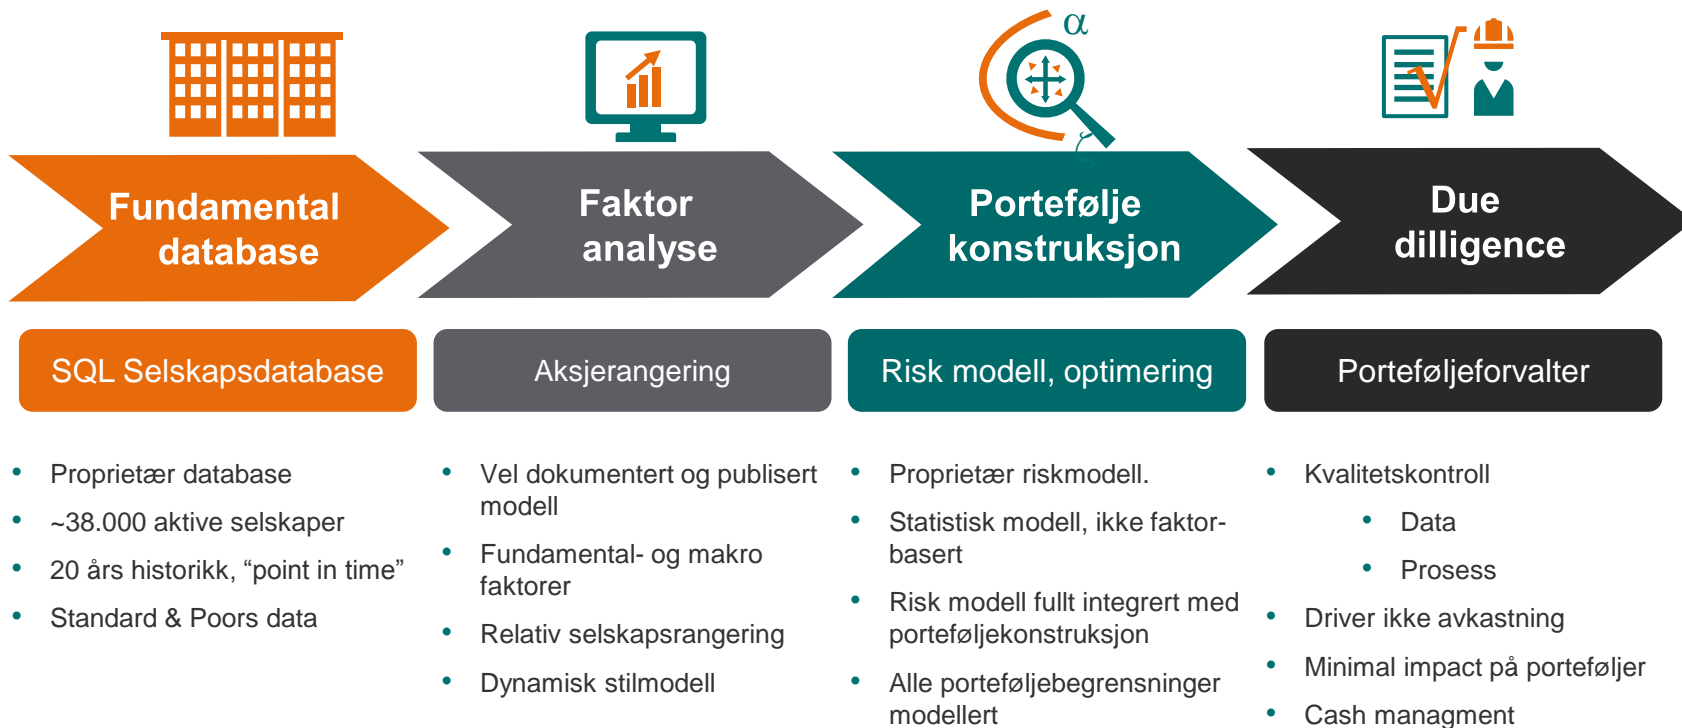 α
ζ
Fundamental
database
Faktor
analyse
Portefølje
konstruksjon
Due
dilligence
SQL Selskapsdatabase
Aksjerangering
Risk modell, optimering
Porteføljeforvalter
• Proprietær database
• ~38.000 aktive selskaper
• 20 års historikk, “point in time”
• Standard & Poors data
• Vel dokumentert og publisert
modell
• Fundamental- og makro
faktorer
• Relativ selskapsrangering
• Dynamisk stilmodell
• Proprietær riskmodell.
• Statistisk modell, ikke faktor-
basert
• Risk modell fullt integrert med
porteføljekonstruksjon
• Alle porteføljebegrensninger
modellert
• Kvalitetskontroll
• Data
• Prosess
• Driver ikke avkastning
• Minimal impact på porteføljer
• Cash managment